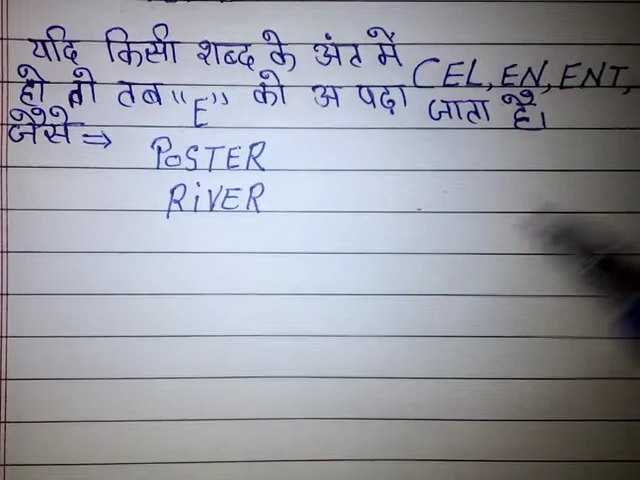 यदि किसी शब्द के अंत में CEL, EN, ENT,
हो तो तब "E" को अ पढ़ा जाता है।
जैसे ⇒ POSTER
RiVER